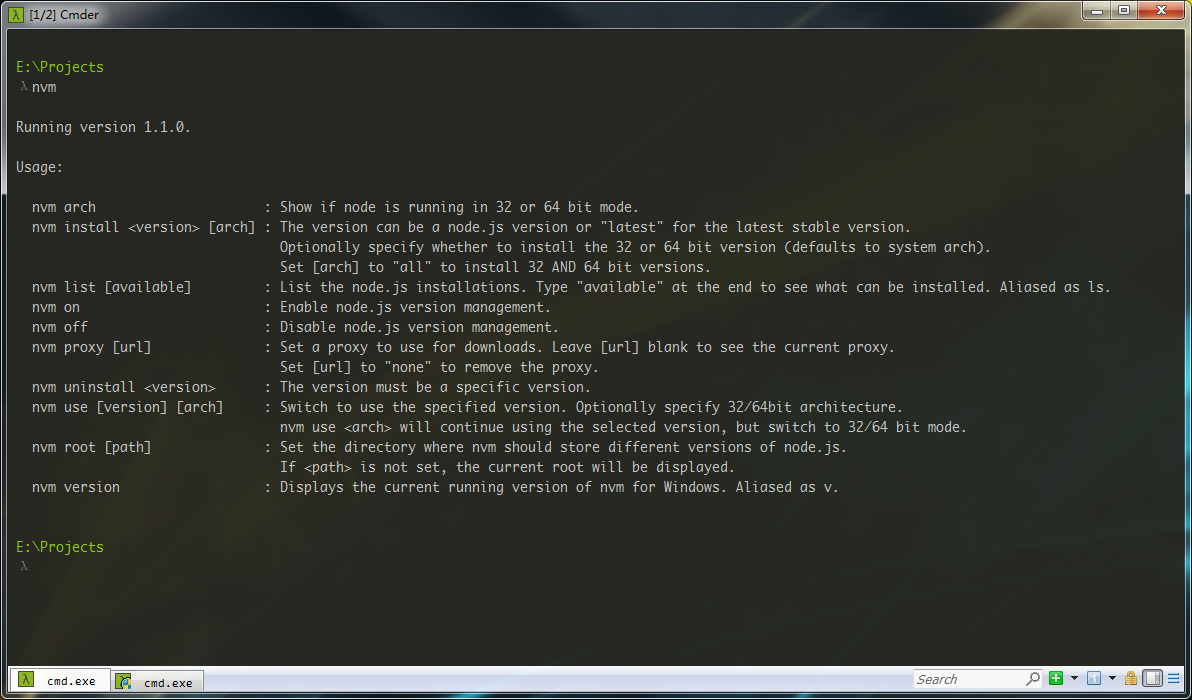 [1/2] Cmder
E:\Projects
λ nvm
Running version 1.1.0.
Usage:
nvm arch : Show if node is running in 32 or 64 bit mode.
nvm install <version> [arch] : The version can be a node.js version or "latest" for the latest stable version.
Optionally specify whether to install the 32 or 64 bit version (defaults to system arch).
Set [arch] to "all" to install 32 AND 64 bit versions.
nvm list [available] : List the node.js installations. Type "available" at the end to see what can be installed. Aliased as ls.
nvm on : Enable node.js version management.
nvm off : Disable node.js version management.
nvm proxy [url] : Set a proxy to use for downloads. Leave [url] blank to see the current proxy.
Set [url] to "none" to remove the proxy.
nvm uninstall <version> : The version must be a specific version.
nvm use [version] [arch] : Switch to use the specified version. Optionally specify 32/64bit architecture.
nvm use <arch> will continue using the selected version, but switch to 32/64 bit mode.
nvm root [path] : Set the directory where nvm should store different versions of node.js.
If <path> is not set, the current root will be displayed.
nvm version : Displays the current running version of nvm for Windows. Aliased as v.
E:\Projects
λ
λ cmd.exe
cmd.exe
Search